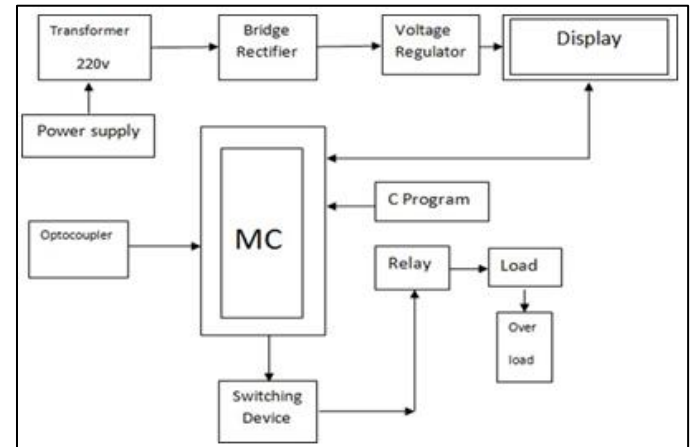 Transformer
220v
Bridge
Rectifier
Voltage
Regulator
Display
Power supply
MC
C Program
Optocoupler
Relay
Load
Over
load
Switching
Device